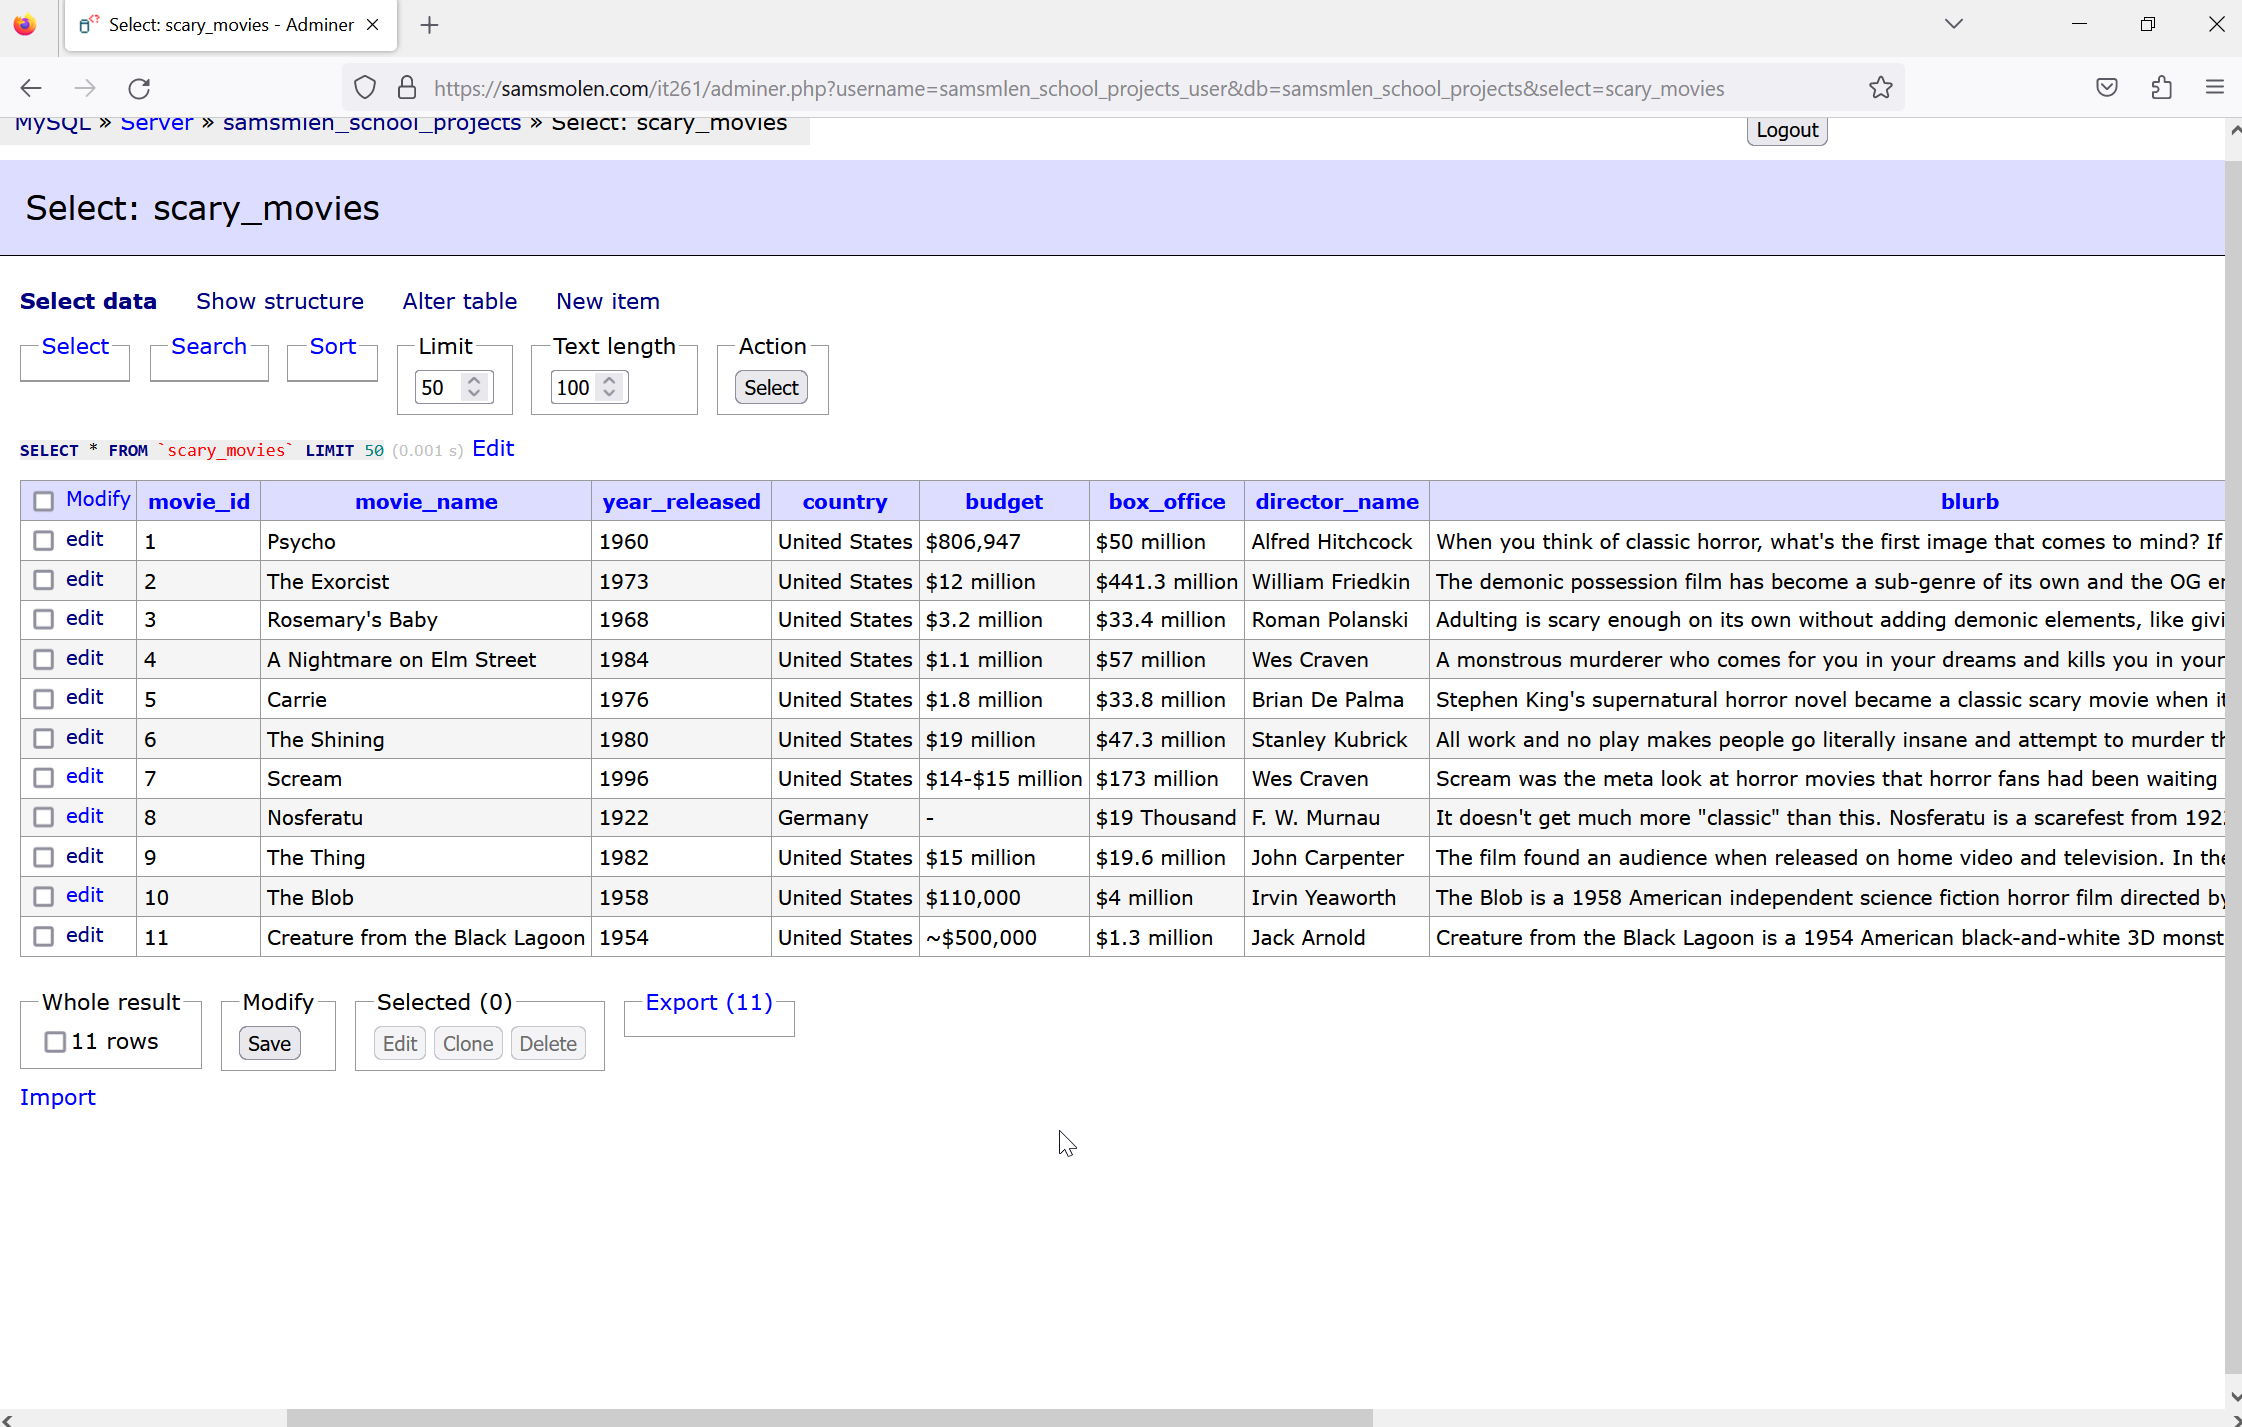 Select: scary_movies - Adminer
https://samsmolen.com/it261/adminer.php?username=samsmlen_school_projects_user&db=samsmlen_school_projects&select=scary_movies
MySQL » Server » samsmlen_school_projects » Select: scary_movies
Logout
Select: scary_movies
Select data Show structure Alter table New item
Select Search Sort Limit Text length Action
50 100 Select
SELECT * FROM `scary_movies` LIMIT 50 (0.001 s) Edit
Modify movie_id movie_name year_released country budget box_office director_name blurb
edit 1 Psycho 1960 United States $806,947 $50 million Alfred Hitchcock When you think of classic horror, what's the first image that comes to mind? If
edit 2 The Exorcist 1973 United States $12 million $441.3 million William Friedkin The demonic possession film has become a sub-genre of its own and the OG
edit 3 Rosemary's Baby 1968 United States $3.2 million $33.4 million Roman Polanski Adulting is scary enough on its own without adding demonic elements, like
edit 4 A Nightmare on Elm Street 1984 United States $1.1 million $57 million Wes Craven A monstrous murderer who comes for you in your dreams and kills you in your
edit 5 Carrie 1976 United States $1.8 million $33.8 million Brian De Palma Stephen King's supernatural horror novel became a classic scary movie when
edit 6 The Shining 1980 United States $19 million $47.3 million Stanley Kubrick All work and no play makes people go literally insane and attempt to murder
edit 7 Scream 1996 United States $14-$15 million $173 million Wes Craven Scream was the meta look at horror movies that horror fans had been waiting
edit 8 Nosferatu 1922 Germany - $19 Thousand F. W. Murnau It doesn't get much more "classic" than this. Nosferatu is a scarefest from
edit 9 The Thing 1982 United States $15 million $19.6 million John Carpenter The film found an audience when released on home video and television. In
edit 10 The Blob 1958 United States $110,000 $4 million Irvin Yeaworth The Blob is a 1958 American independent science fiction horror film directed
edit 11 Creature from the Black Lagoon 1954 United States ~$500,000 $1.3 million Jack Arnold Creature from the Black Lagoon is a 1954 American black-and-white 3D
Whole result Modify Selected (0) Export (11)
11 rows Save Edit Clone Delete
Import